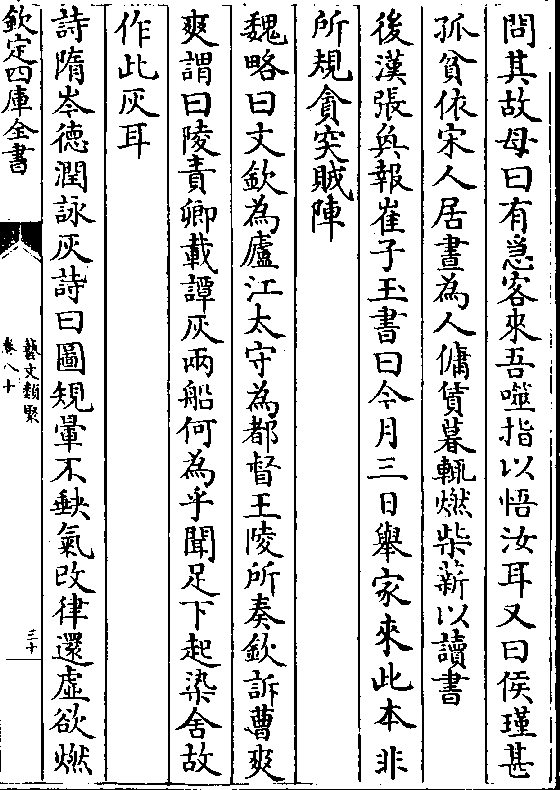 問其故母曰有急客來吾噬指以悟汝耳又曰侯瑾甚
孤貧依宋人居晝為人傭賃暮輒燃柴薪以讀書
後漢張奐報崔子玉書曰今月三日舉家來此本非
所規貪突賊陣
魏略曰文欽為廬江太守為都督王陵所奏欽訴曹爽
爽謂曰陵責卿載譚灰兩船何為乎聞足下起染舍故
作此灰耳
詩隋岑德潤詠灰詩曰圖規暈不缺氣改律還虛欲燃
欽定四庫全書
藝文類聚
卷八十
三十